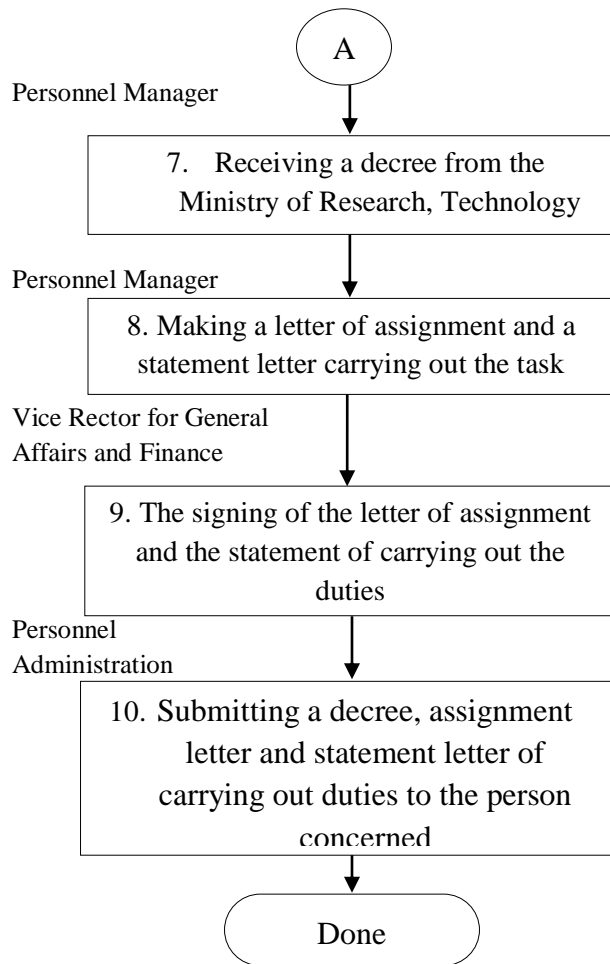 A
Personnel Manager
7. Receiving a decree from the
Ministry of Research, Technology
Personnel Manager
8. Making a letter of assignment and a
statement letter carrying out the task
Vice Rector for General
Affairs and Finance
9. The signing of the letter of assignment
and the statement of carrying out the
duties
Personnel
Administration
10. Submitting a decree, assignment
letter and statement letter of
carrying out duties to the person
concerned
Done